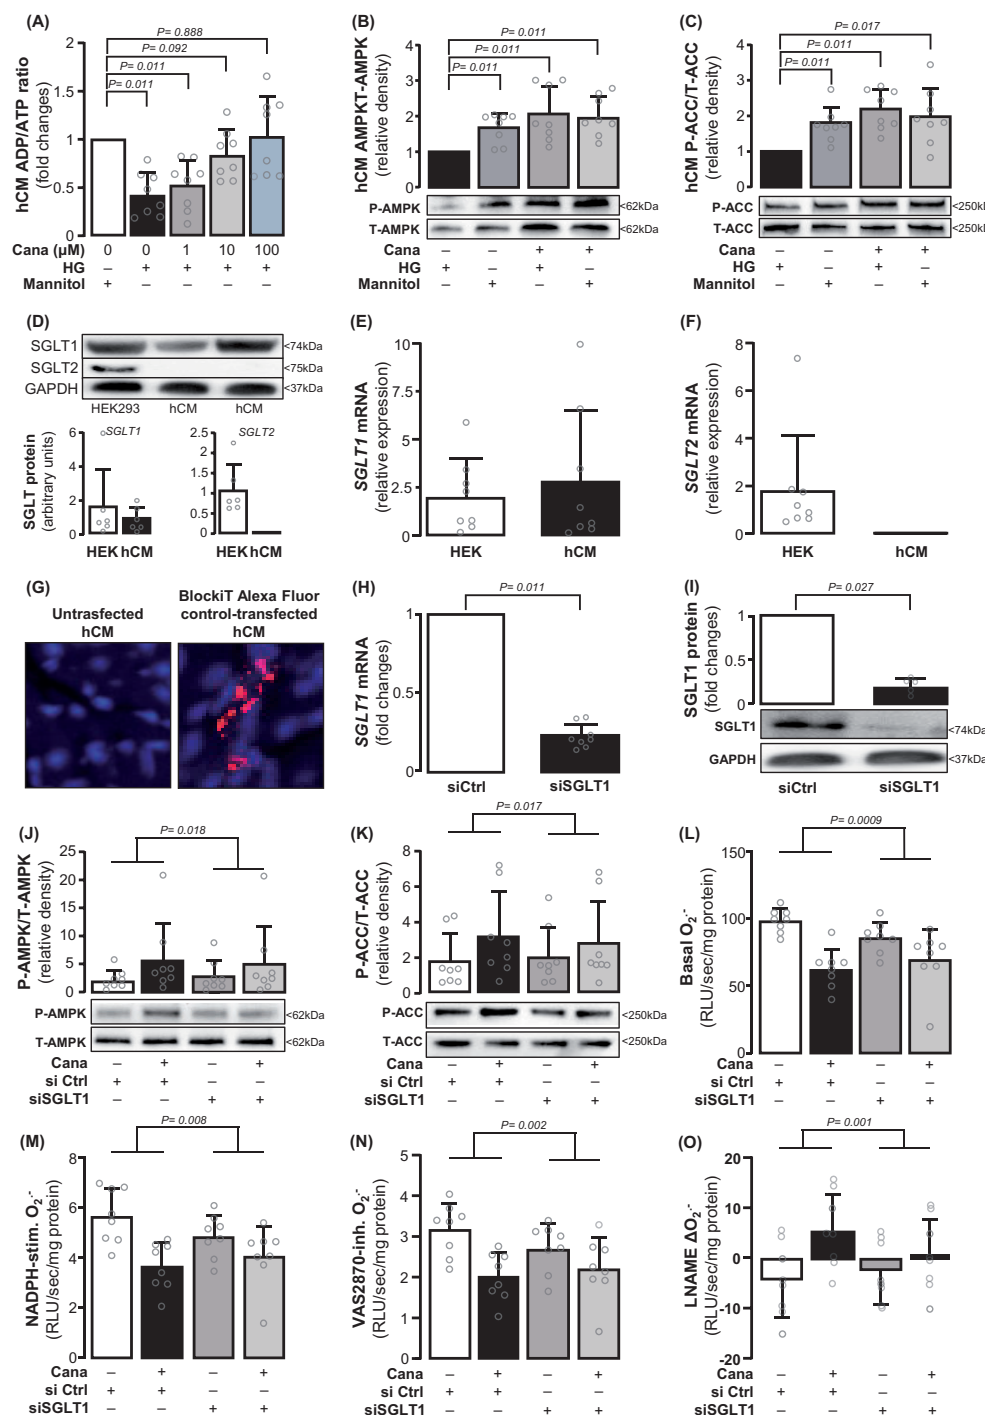 (A)
P= 0.888
P= 0.092
P= 0.011
P= 0.011
hCM ADP/ATP ratio
(fold changes)
2
1.5
1
0.5
0
Cana (µM) 0 0 1 10 100
HG – + + + +
Mannitol + – – – –
(B)
P= 0.011
P= 0.011
P= 0.011
hCM AMPKT-AMPK
(relative density)
4
3
2
1
0
P-AMPK <62kDa
T-AMPK <62kDa
Cana – – + +
HG + – + –
Mannitol – + – +
(C)
P= 0.017
P= 0.011
P= 0.011
hCM P-ACC/T-ACC
(relative density)
4
3
2
1
0
P-ACC <250kDa
T-ACC <250kDa
Cana – – + +
HG + – + –
Mannitol – + – +
(D)
SGLT1 <74kDa
SGLT2 <75kDa
GAPDH <37kDa
HEK293 hCM hCM
SGLT protein
(arbitrary units)
SGLT1
6
4
2
0
HEK hCM
SGLT2
2.5
2
1.5
1
0.5
0
HEK hCM
(E)
SGLT1 mRNA
(relative expression)
10
7.5
5
2.5
0
HEK hCM
(F)
SGLT2 mRNA
(relative expression)
8
6
4
2
0
HEK hCM
(G)
Untrasfected
hCM
BlockiT Alexa Fluor
control-transfected
hCM
(H)
P= 0.011
SGLT1 mRNA
(fold changes)
1
0.5
0
siCtrl siSGLT1
(I)
P= 0.027
SGLT1 protein
(fold changes)
1
0.5
0
SGLT1 <74kDa
GAPDH <37kDa
siCtrl siSGLT1
(J)
P= 0.018
P-AMPK/T-AMPK
(relative density)
25
20
15
10
5
0
P-AMPK <62kDa
T-AMPK <62kDa
Cana – + – +
si Ctrl + + – –
siSGLT1 – – + +
(K)
P= 0.017
P-ACC/T-ACC
(relative density)
8
6
4
2
0
P-ACC <250kDa
T-ACC <250kDa
Cana – + – +
si Ctrl + + – –
siSGLT1 – – + +
(L)
P= 0.0009
Basal O₂·-
(RLU/sec/mg protein)
150
100
50
0
Cana – + – +
si Ctrl + + – –
siSGLT1 – – + +
(M)
P= 0.008
NADPH-stim. O₂·-
(RLU/sec/mg protein)
8
6
4
2
0
Cana – + – +
si Ctrl + + – –
siSGLT1 – – + +
(N)
P= 0.002
VAS2870-inh. O₂·-
(RLU/sec/mg protein)
5
4
3
2
1
0
Cana – + – +
si Ctrl + + – –
siSGLT1 – – + +
(O)
P= 0.001
LNAME ΔO₂·-
(RLU/sec/mg protein)
20
10
0
-10
-20
Cana – + – +
si Ctrl + + – –
siSGLT1 – – + +